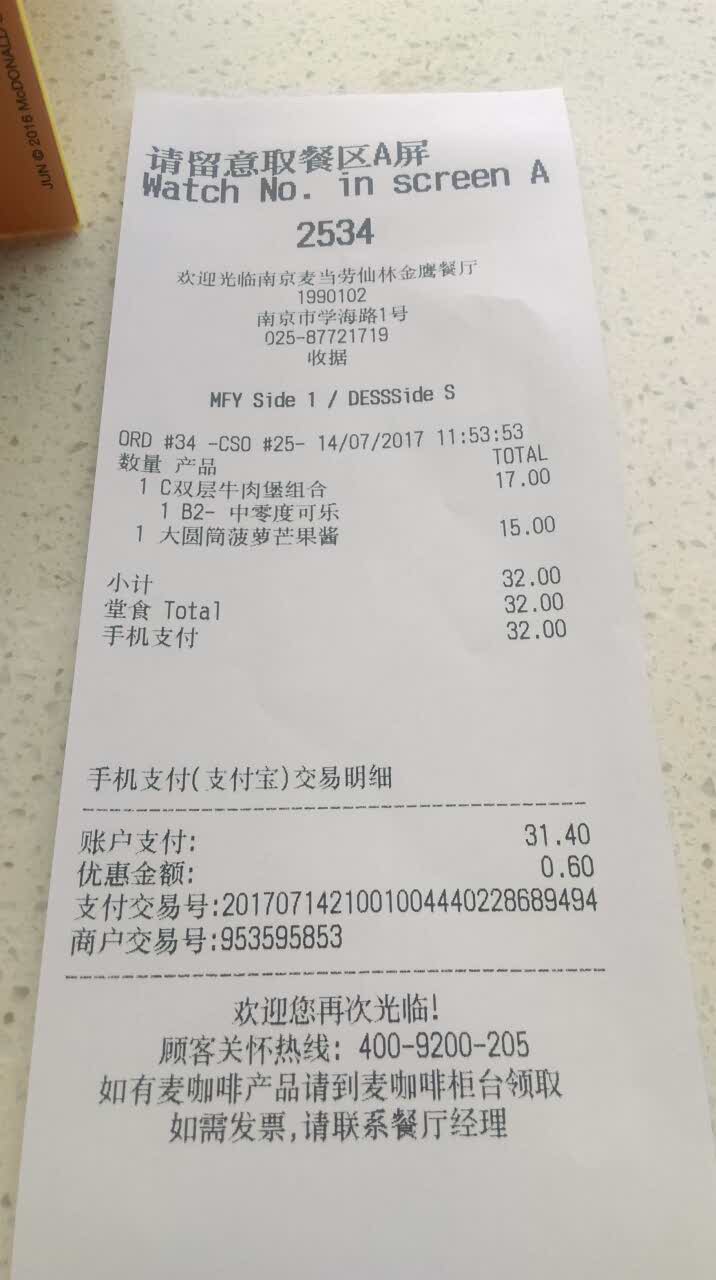 JUN © 2016 McDONALD
请留意取餐区A屏
Watch No. in screen A
2534
欢迎光临南京麦当劳仙林金鹰餐厅
1990102
南京市学海路1号
025-87721719
收据
MFY Side 1 / DESSSide S
ORD #34 -CSO #25- 14/07/2017 11:53:53
数量 产品 TOTAL
1 C双层牛肉堡组合 17.00
1 B2- 中零度可乐
1 大圆筒菠萝芒果酱 15.00
小计 32.00
堂食 Total 32.00
手机支付 32.00
手机支付(支付宝)交易明细
账户支付: 31.40
优惠金额: 0.60
支付交易号:2017071421001004440228689494
商户交易号:953595853
欢迎您再次光临!
顾客关怀热线: 400-9200-205
如有麦咖啡产品请到麦咖啡柜台领取
如需发票,请联系餐厅经理